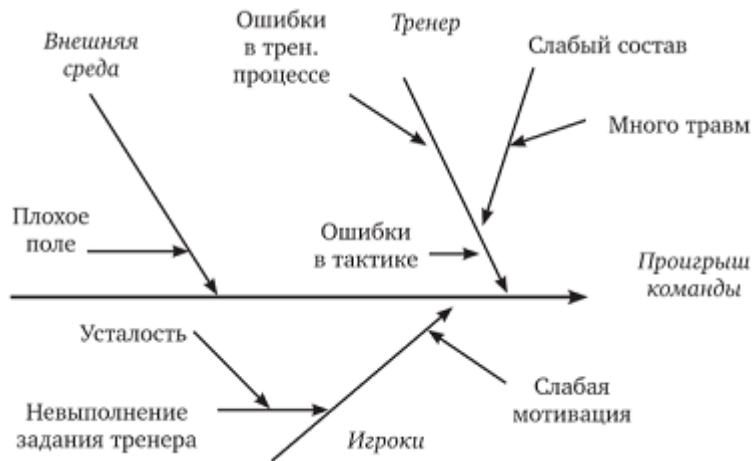 Внешняя
среда
Ошибки
в трен.
процессе
Тренер
Слабый состав
Много травм
Плохое
поле
Ошибки
в тактике
Проигрыш
команды
Усталость
Невыполнение
задания тренера
Игроки
Слабая
мотивация